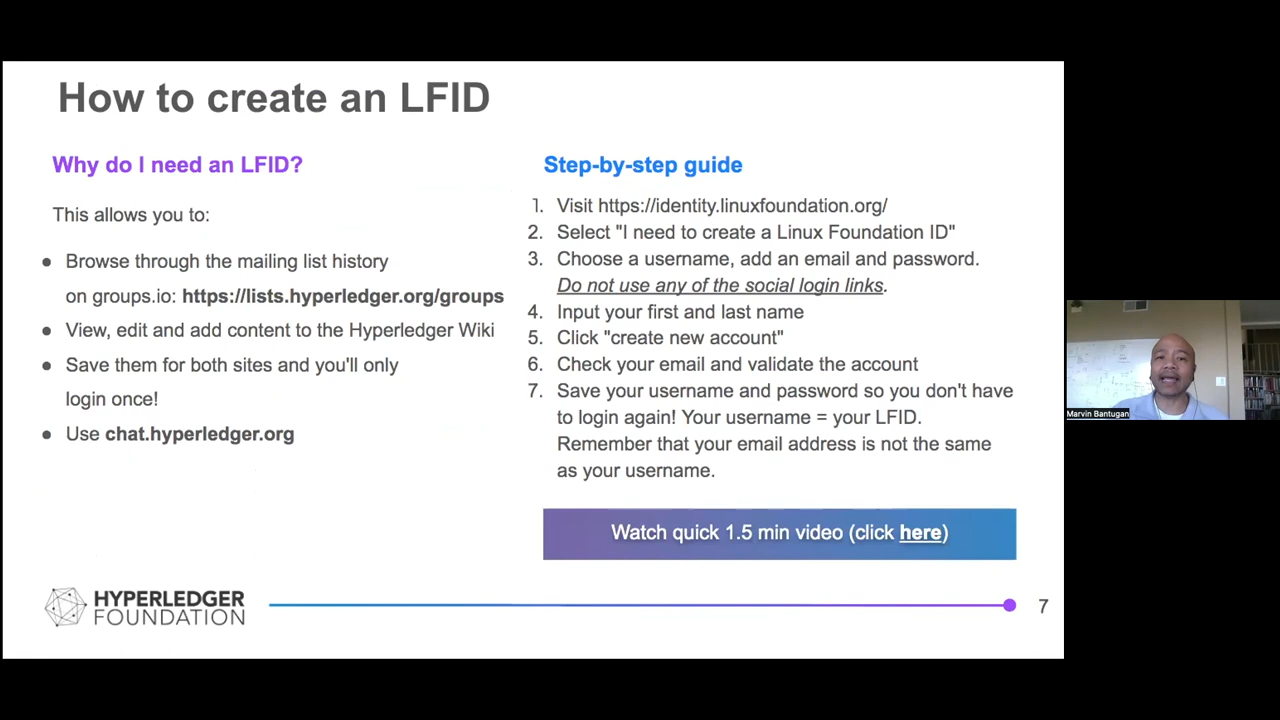 How to create an LFID
Why do I need an LFID?
This allows you to:
● Browse through the mailing list history
on groups.io: https://lists.hyperledger.org/groups
● View, edit and add content to the Hyperledger Wiki
● Save them for both sites and you'll only
login once!
● Use chat.hyperledger.org
Step-by-step guide
1. Visit https://identity.linuxfoundation.org/
2. Select "I need to create a Linux Foundation ID"
3. Choose a username, add an email and password.
Do not use any of the social login links.
4. Input your first and last name
5. Click "create new account"
6. Check your email and validate the account
7. Save your username and password so you don't have
to login again! Your username = your LFID.
Remember that your email address is not the same
as your username.
Watch quick 1.5 min video (click here)
HYPERLEDGER
FOUNDATION
7
Marvin Bantugan